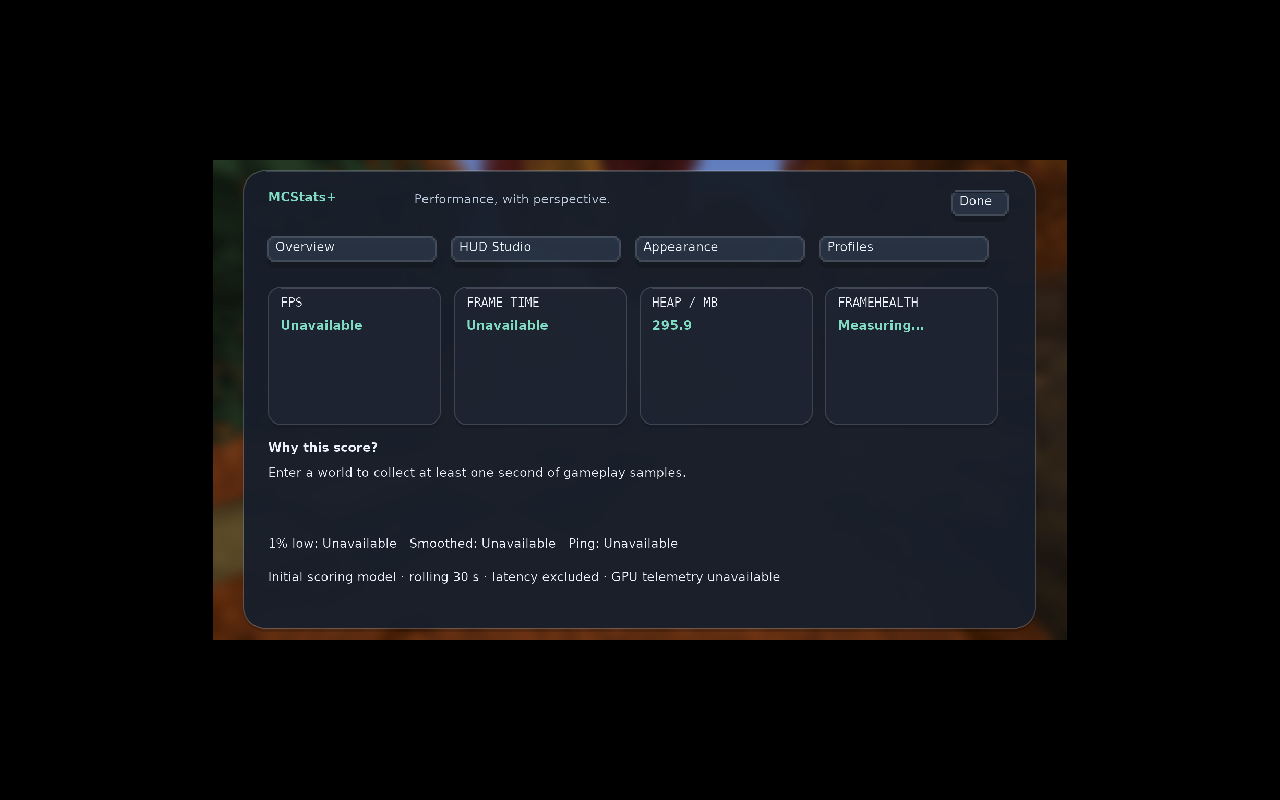 MCStats+ Performance, with perspective. Done
Overview HUD Studio Appearance Profiles
FPS FRAME TIME HEAP / MB FRAMEHEALTH
Unavailable Unavailable 295.9 Measuring...
Why this score?
Enter a world to collect at least one second of gameplay samples.
1% low: Unavailable Smoothed: Unavailable Ping: Unavailable
Initial scoring model · rolling 30 s · latency excluded · GPU telemetry unavailable